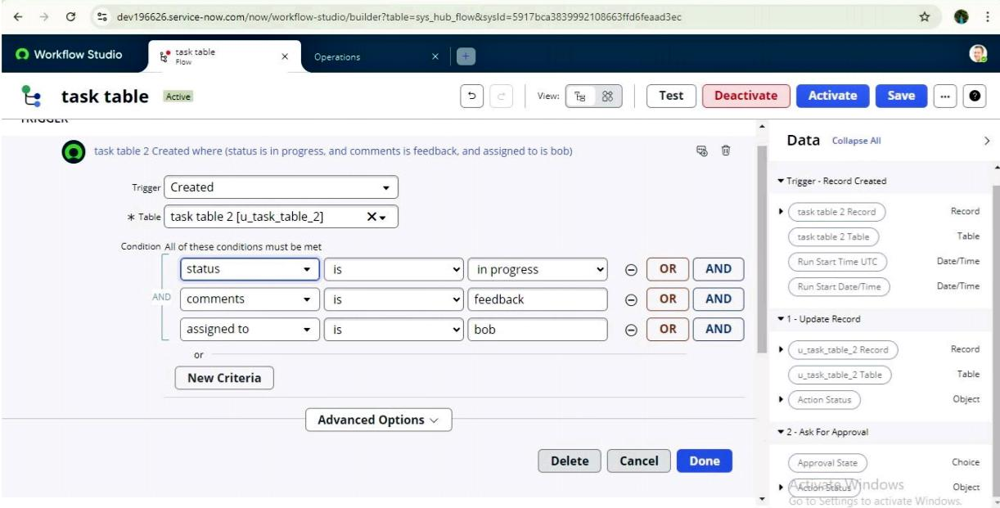 dev196626.service-now.com/now/workflow-studio/builder?table=sys_hub_flow&sysId=5917bca3839992108663ffd6feaad3ec
Workflow Studio
task table
Flow
Operations
task table Active
View:
Test
Deactivate
Activate
Save
TRIGGER
task table 2 Created where (status is in progress, and comments is feedback, and assigned to is bob)
Trigger Created
* Table task table 2 [u_task_table_2]
Condition All of these conditions must be met
status is in progress OR AND
AND
comments is feedback OR AND
assigned to is bob OR AND
or
New Criteria
Advanced Options
Delete Cancel Done
Data Collapse All
Trigger - Record Created
task table 2 Record Record
task table 2 Table Table
Run Start Time UTC Date/Time
Run Start Date/Time Date/Time
1 - Update Record
u_task_table_2 Record Record
u_task_table_2 Table Table
Action Status Object
2 - Ask For Approval
Approval State Choice
Action Status Object
Activate Windows
Go to Settings to activate Windows.